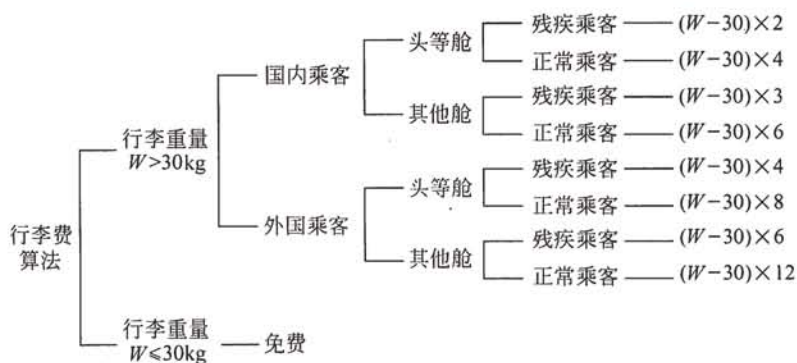 行李费
算法
行李重量
W>30kg
国内乘客
头等舱
残疾乘客
(W-30)×2
正常乘客
(W-30)×4
其他舱
残疾乘客
(W-30)×3
正常乘客
(W-30)×6
外国乘客
头等舱
残疾乘客
(W-30)×4
正常乘客
(W-30)×8
其他舱
残疾乘客
(W-30)×6
正常乘客
(W-30)×12
行李重量
W≤30kg
免费